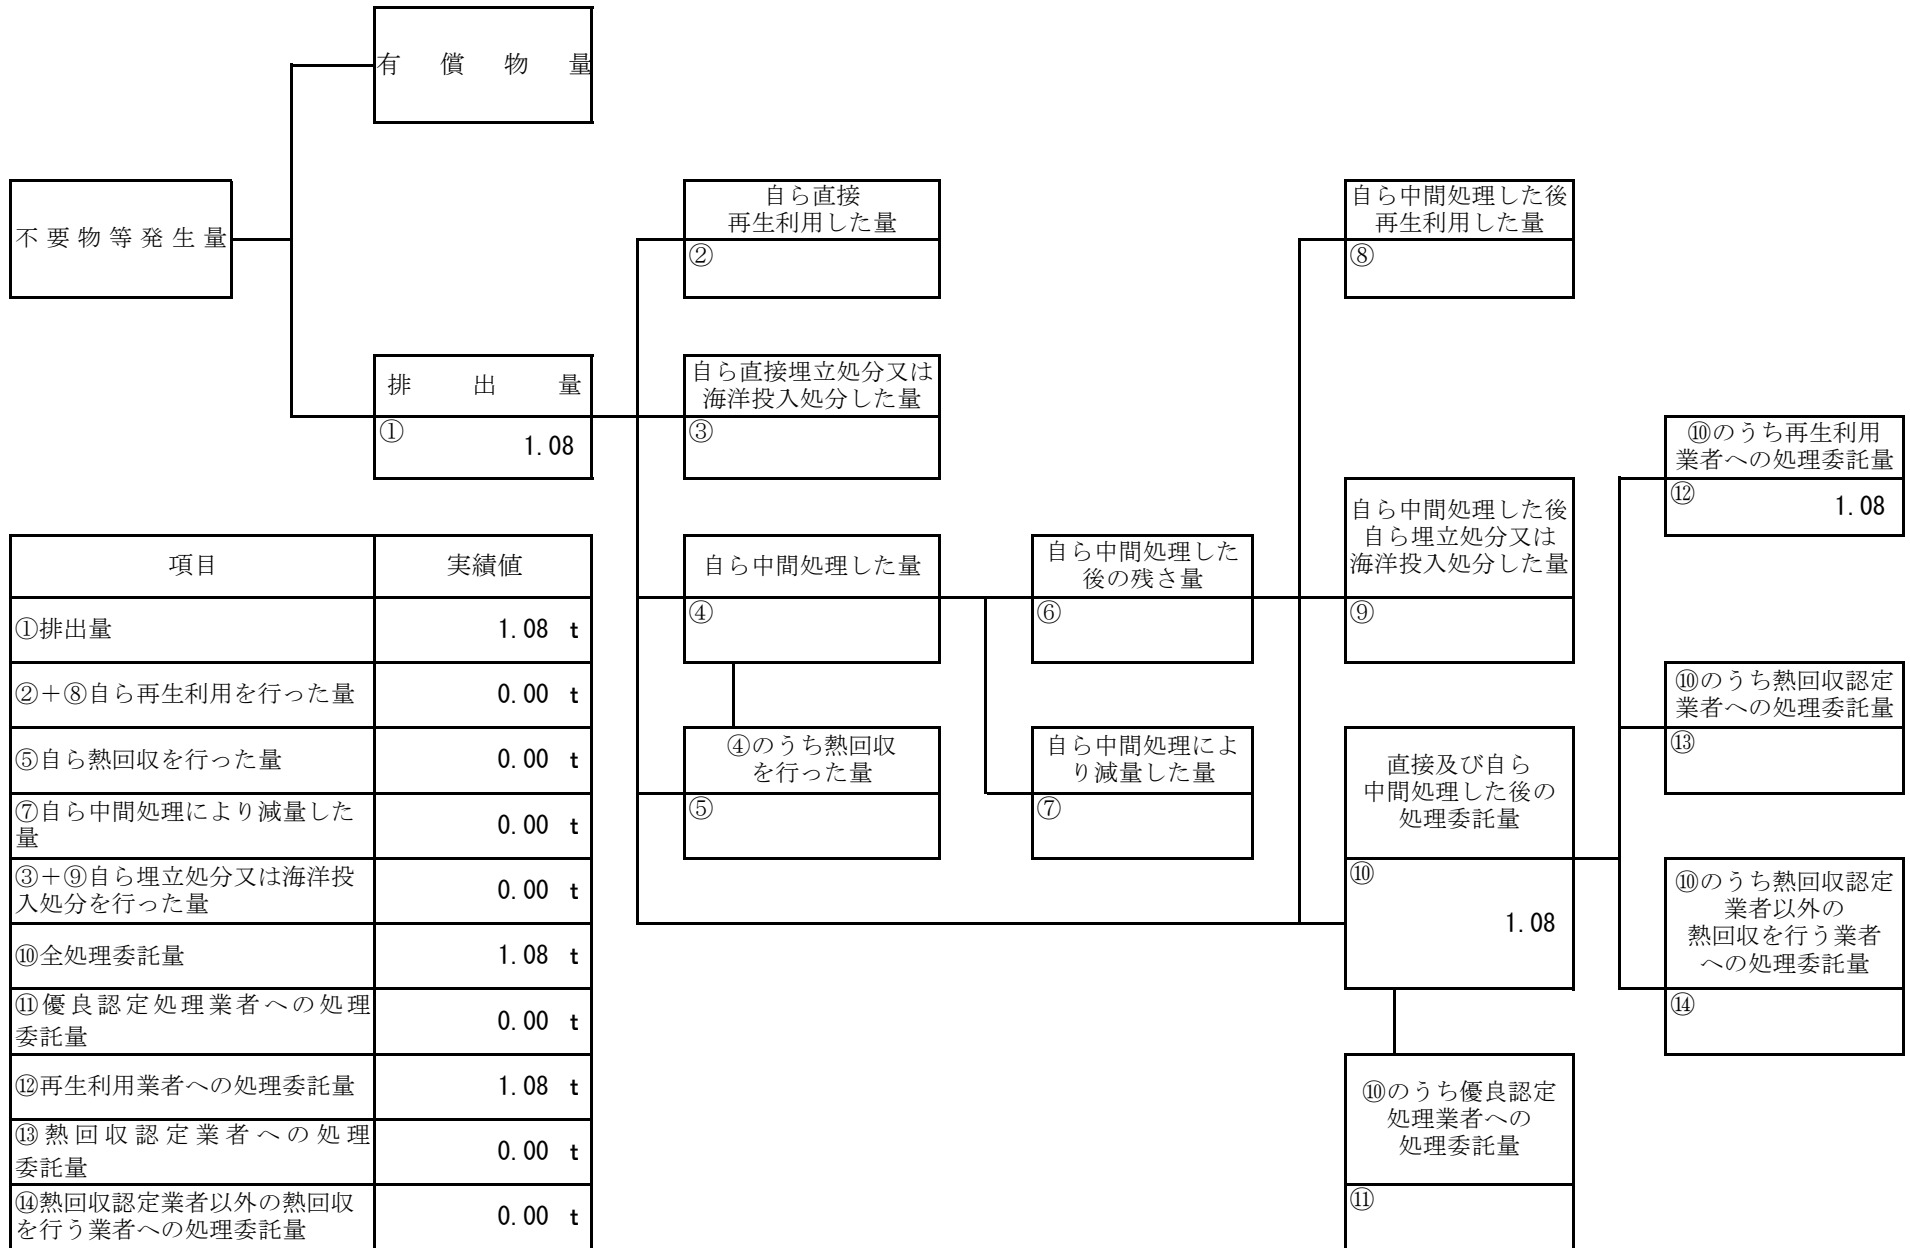 有償物量
不要物等発生量
自ら直接
再生利用した量
②
自ら中間処理した後
再生利用した量
⑧
排出量
①
1.08
自ら直接埋立処分又は
海洋投入処分した量
③
⑩のうち再生利用
業者への処理委託量
⑫
1.08
自ら中間処理した量
④
自ら中間処理した
後の残さ量
⑥
自ら中間処理した後
自ら埋立処分又は
海洋投入処分した量
⑨
⑩のうち熱回収認定
業者への処理委託量
⑬
④のうち熱回収
を行った量
⑤
自ら中間処理によ
り減量した量
⑦
直接及び自ら
中間処理した後の
処理委託量
⑩
1.08
⑩のうち熱回収認定
業者以外の
熱回収を行う業者
への処理委託量
⑭
⑩のうち優良認定
処理業者への
処理委託量
⑪
項目 実績値
①排出量 1.08 t
②＋⑧自ら再生利用を行った量 0.00 t
⑤自ら熱回収を行った量 0.00 t
⑦自ら中間処理により減量した
量 0.00 t
③＋⑨自ら埋立処分又は海洋投
入処分を行った量 0.00 t
⑩全処理委託量 1.08 t
⑪優良認定処理業者への処理
委託量 0.00 t
⑫再生利用業者への処理委託量 1.08 t
⑬熱回収認定業者への処理
委託量 0.00 t
⑭熱回収認定業者以外の熱回収
を行う業者への処理委託量 0.00 t